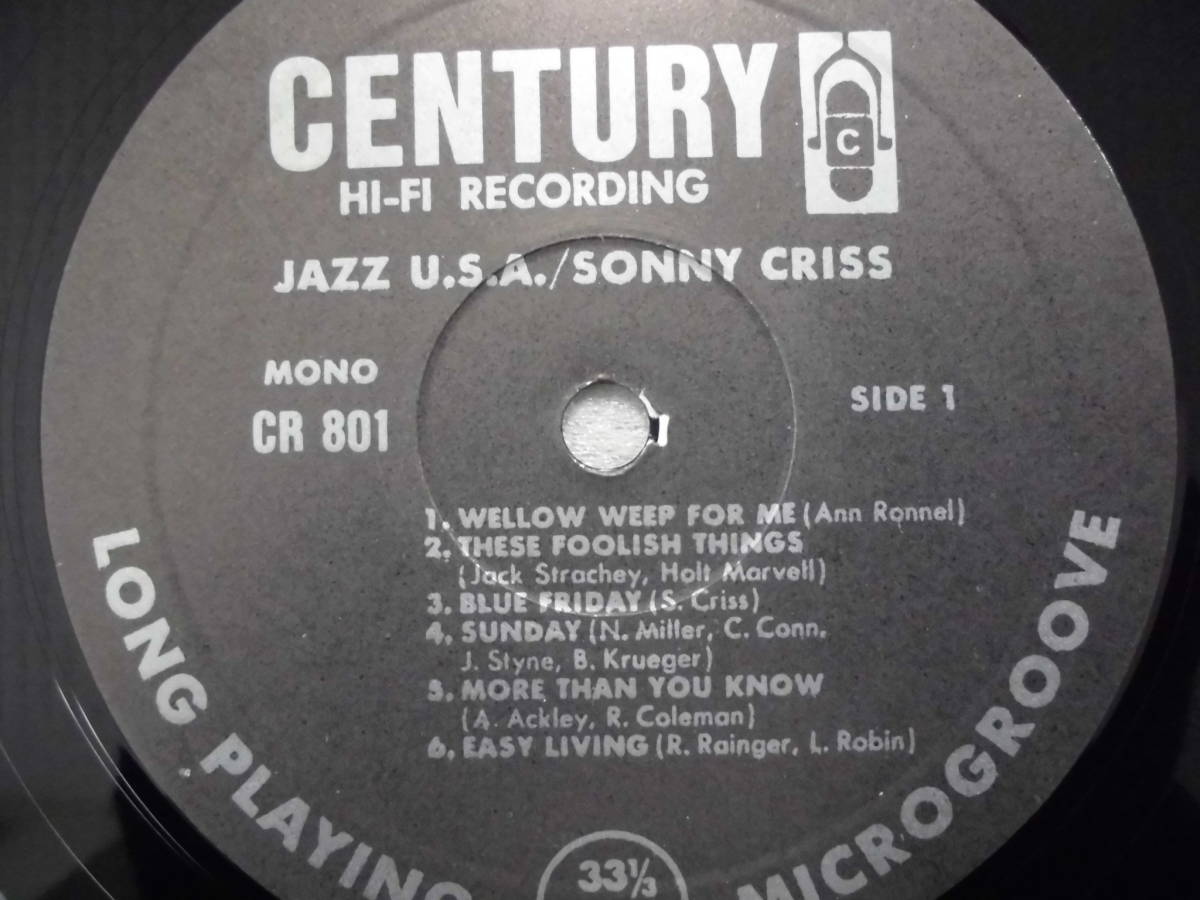 CENTURY
C
HI-FI RECORDING
JAZZ U.S.A./SONNY CRISS
MONO
CR 801
SIDE 1
1. WELLOW WEEP FOR ME (Ann Ronnel)
2. THESE FOOLISH THINGS
(Jack Strachey, Holt Marvell)
3. BLUE FRIDAY (S. Criss)
4. SUNDAY (N. Miller, C. Conn.
J. Styne, B. Krueger)
5. MORE THAN YOU KNOW
(A. Ackley, R. Coleman)
6. EASY LIVING (R. Rainger, L. Robin)
LONG PLAYING
33⅓
MICROGROOVE